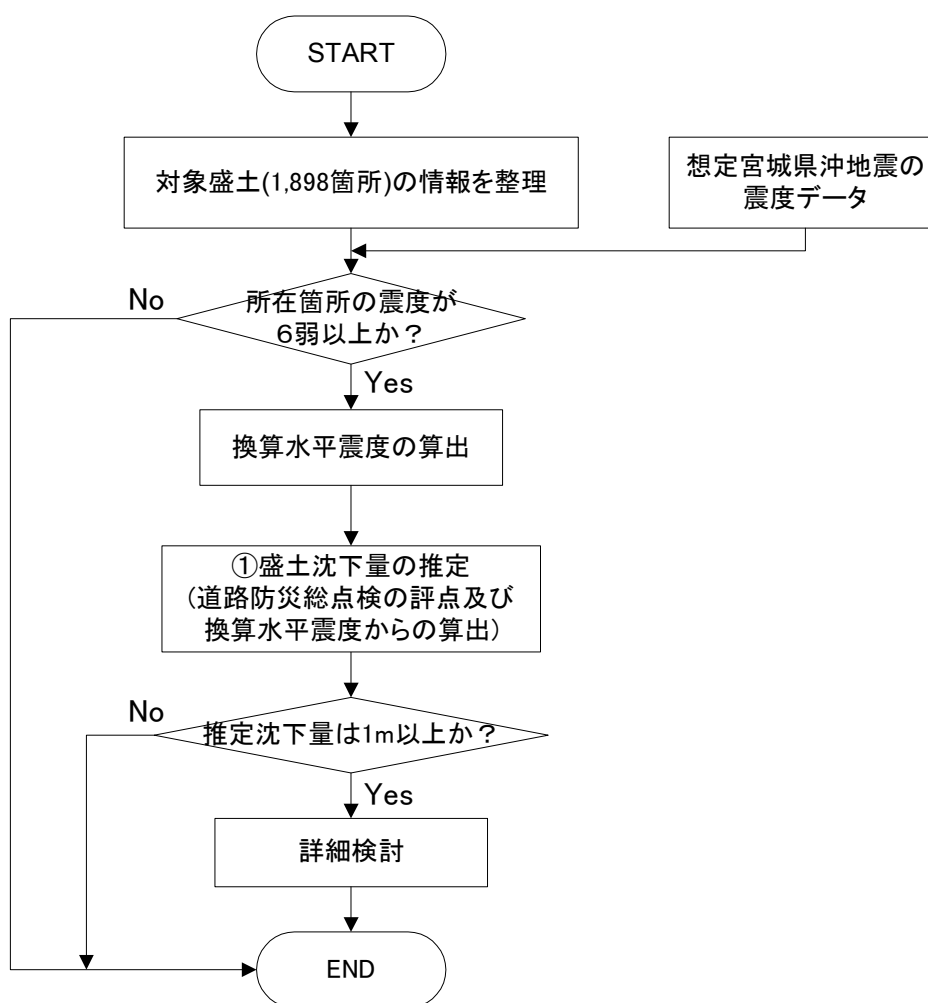 START
対象盛土(1,898箇所)の情報を整理
想定宮城県沖地震の
震度データ
No
所在箇所の震度が
６弱以上か？
Yes
換算水平震度の算出
①盛土沈下量の推定
(道路防災総点検の評点及び
換算水平震度からの算出)
No
推定沈下量は1m以上か？
Yes
詳細検討
END